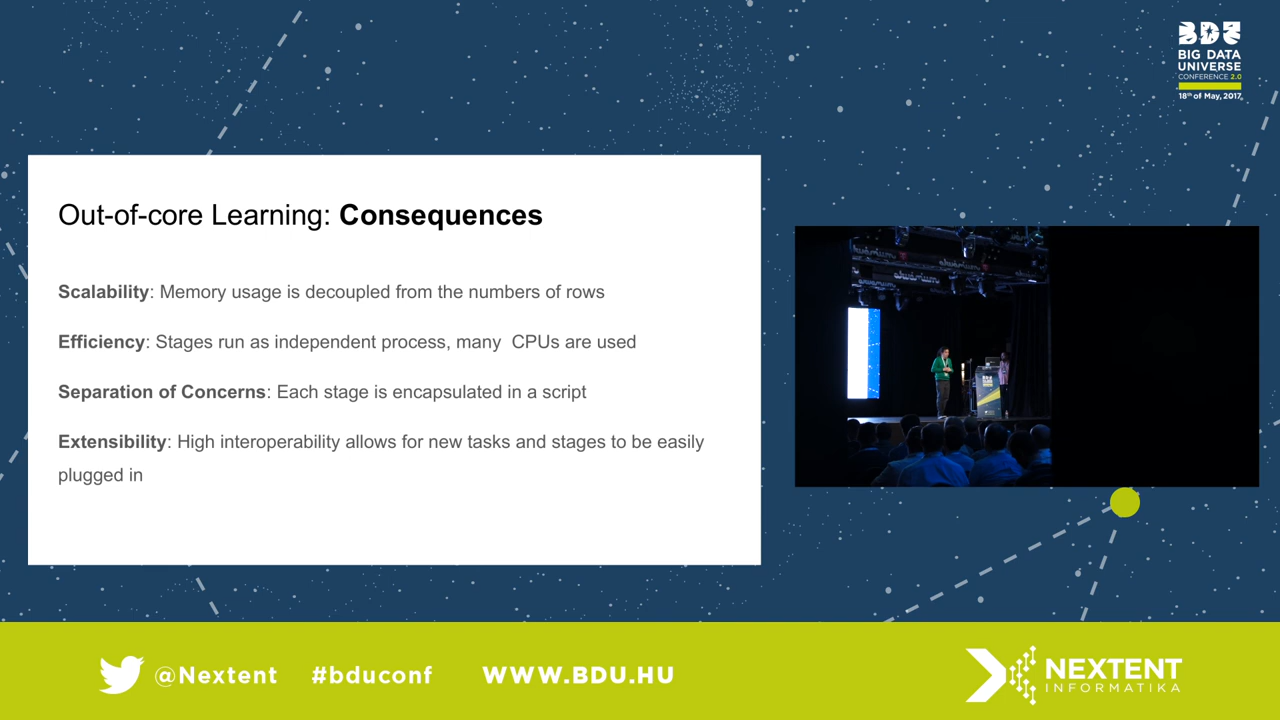 BDU
BIG DATA
UNIVERSE
CONFERENCE 2.0
18th of May, 2017
Out-of-core Learning: Consequences
Scalability: Memory usage is decoupled from the numbers of rows
Efficiency: Stages run as independent process, many  CPUs are used
Separation of Concerns: Each stage is encapsulated in a script
Extensibility: High interoperability allows for new tasks and stages to be easily
plugged in
@Nextent
#bduconf
WWW.BDU.HU
NEXTENT
INFORMATIKA